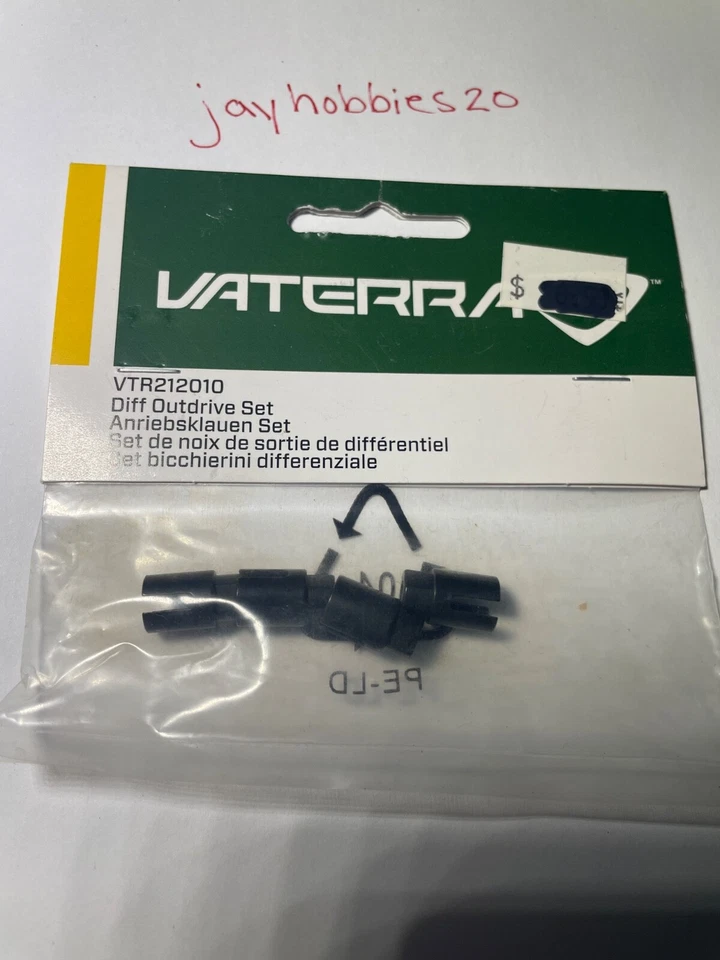 jayhobbies20
VATERRA ™
$
VTR212010
Diff Outdrive Set
Anriebsklauen Set
Set de noix de sortie de différentiel
Set bicchierini differenziale
PE-LD